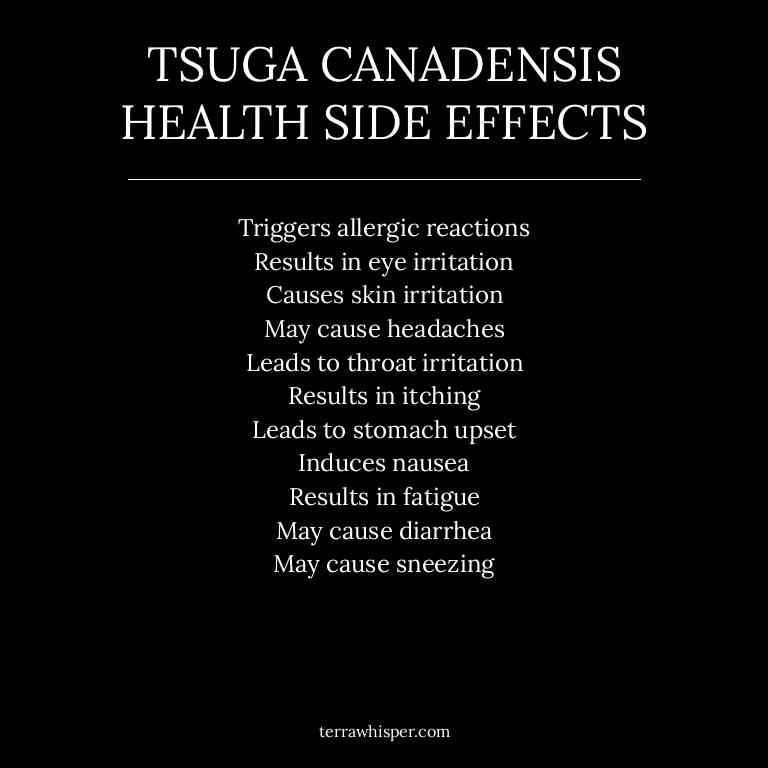 TSUGA CANADENSIS
HEALTH SIDE EFFECTS
Triggers allergic reactions
Results in eye irritation
Causes skin irritation
May cause headaches
Leads to throat irritation
Results in itching
Leads to stomach upset
Induces nausea
Results in fatigue
May cause diarrhea
May cause sneezing
terrawhisper.com